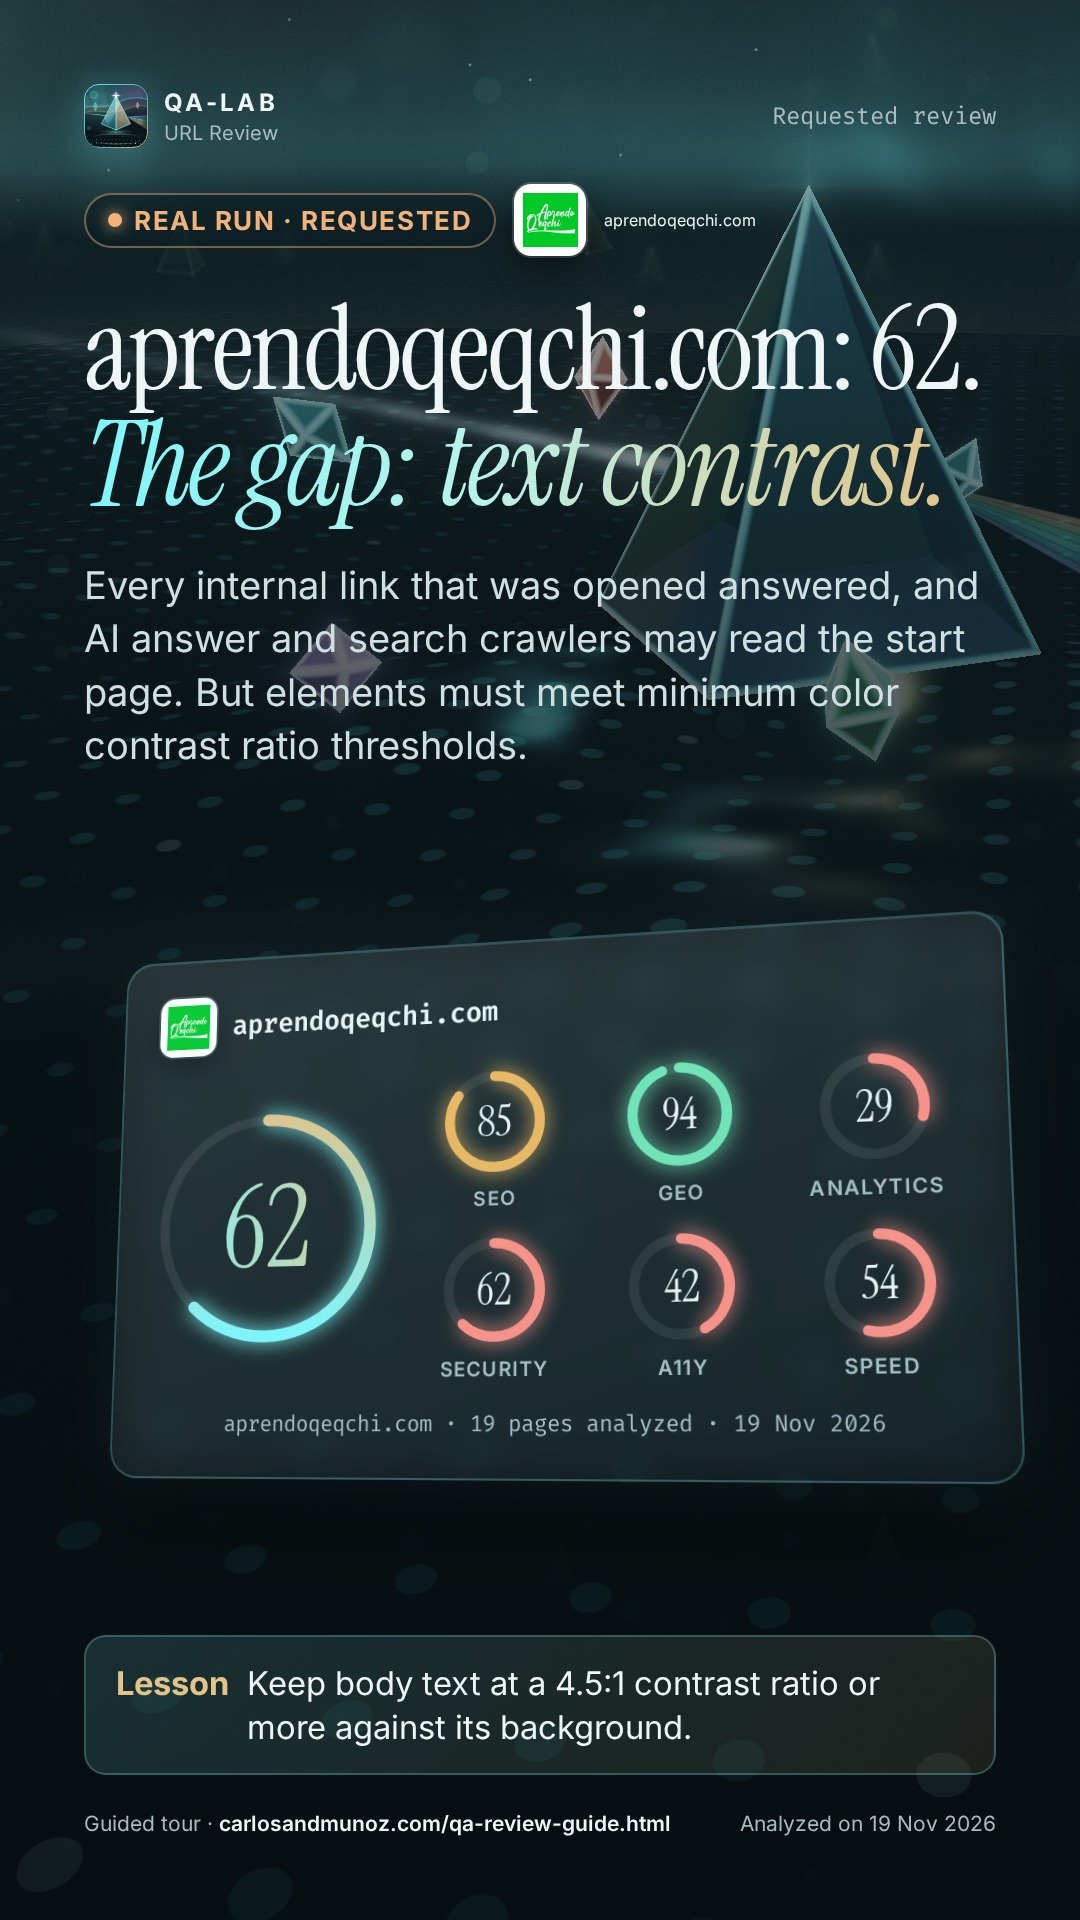 QA-LAB
URL Review
Requested review
REAL RUN · REQUESTED
Aprendo
Q'eqchi
aprendoqeqchi.com
aprendoqeqchi.com: 62.
The gap: text contrast.
Every internal link that was opened answered, and
AI answer and search crawlers may read the start
page. But elements must meet minimum color
contrast ratio thresholds.
Aprendo
Q'eqchi
aprendoqeqchi.com
62
85
SEO
94
GEO
29
ANALYTICS
62
SECURITY
42
A11Y
54
SPEED
aprendoqeqchi.com · 19 pages analyzed · 19 Nov 2026
Lesson Keep body text at a 4.5:1 contrast ratio or
more against its background.
Guided tour · carlosandmunoz.com/qa-review-guide.html
Analyzed on 19 Nov 2026